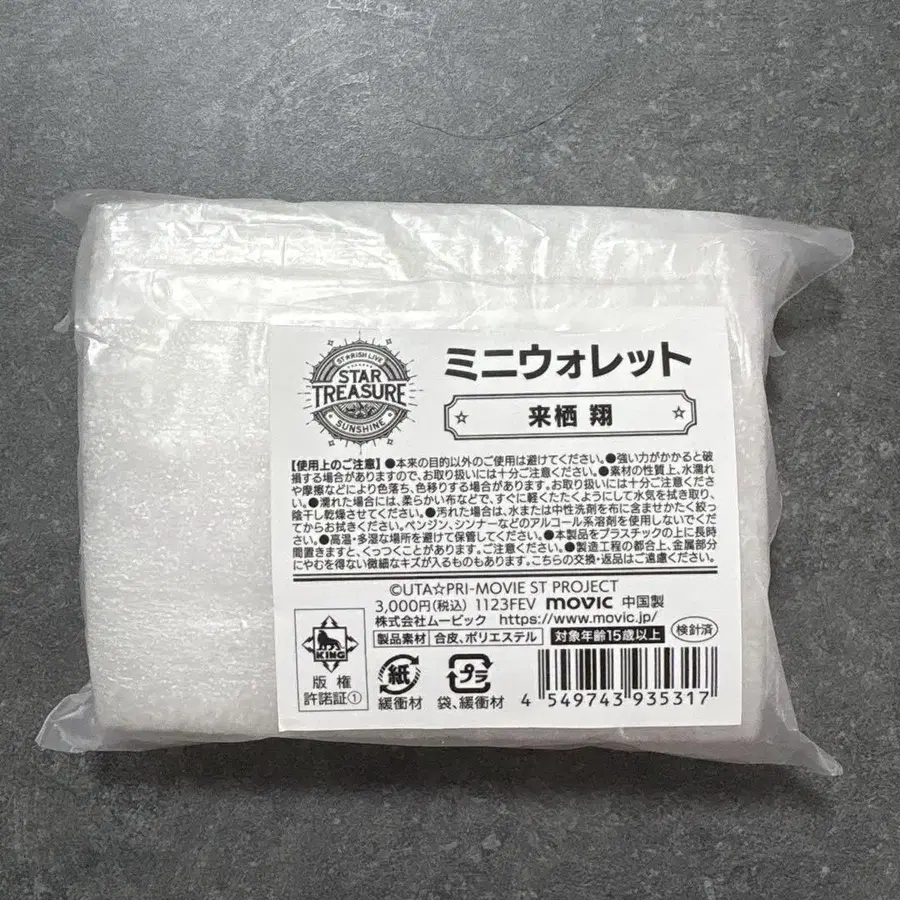 ST★RISH LIVE
STAR
TREASURE
SUNSHINE
ミニウォレット
☆ 来栖 翔 ☆
【使用上のご注意】●本来の目的以外のご使用は避けてください。●強い力がかかると破
損する場合がありますので、お取り扱いには十分ご注意ください。●素材の性質上、水濡れ
や摩擦などにより色落ち、色移りする場合があります。お取り扱いには十分ご注意ください
い。●濡れた場合には、柔らかい布などで、すぐに軽くたたくようにして水気を拭き取り、
陰干し乾燥させてください。●汚れた場合は、水または中性洗剤を布に含ませかたく絞っ
てからお拭きください。ベンジン、シンナーなどのアルコール系溶剤を使用しないでくだ
さい。●高温・多湿な場所を避けて保管してください。●本製品をプラスチックの上に長時
間置きますと、くっつくことがあります。ご注意ください。●製造工程の都合上、金属部分
にやむを得ない微細なキズが入るものもあります。こちらの交換・返品はご遠慮ください。
©UTA☆PRI-MOVIE ST PROJECT
3,000円(税込) 1123FEV movic 中国製
株式会社ムービック https://www.movic.jp/
製品素材 合皮、ポリエステル 対象年齢15歳以上 検針済
KING
版権
許諾証①
紙
緩衝材
プラ
袋、緩衝材
4 549743 935317